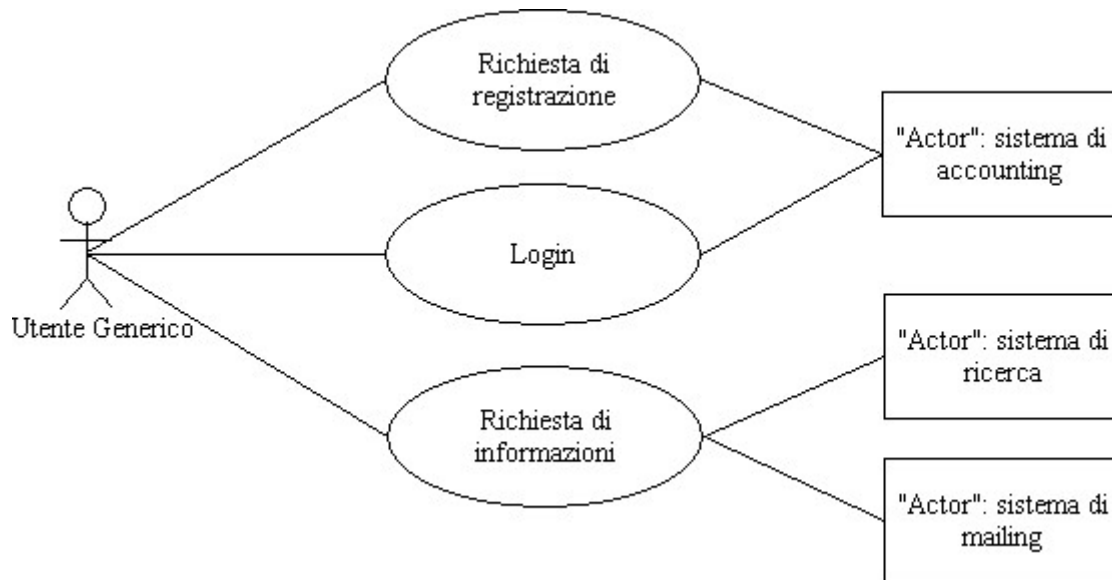 Richiesta di
registrazione
"Actor": sistema di
accounting
Login
Utente Generico
"Actor": sistema di
ricerca
Richiesta di
informazioni
"Actor": sistema di
mailing